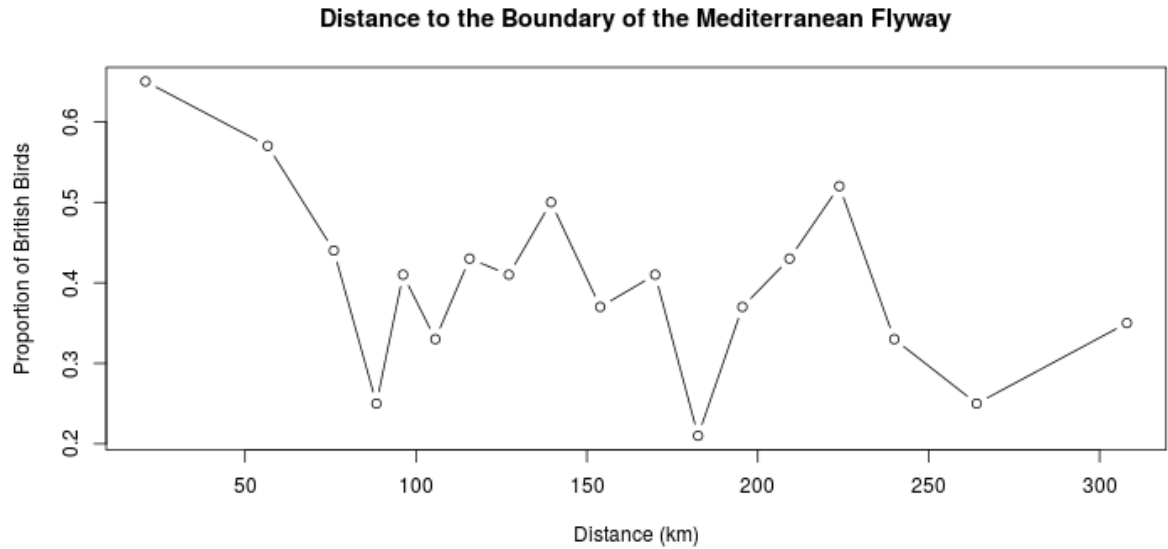 Distance to the Boundary of the Mediterranean Flyway
Proportion of British Birds
0.6
0.5
0.4
0.3
0.2
50 100 150 200 250 300
Distance (km)